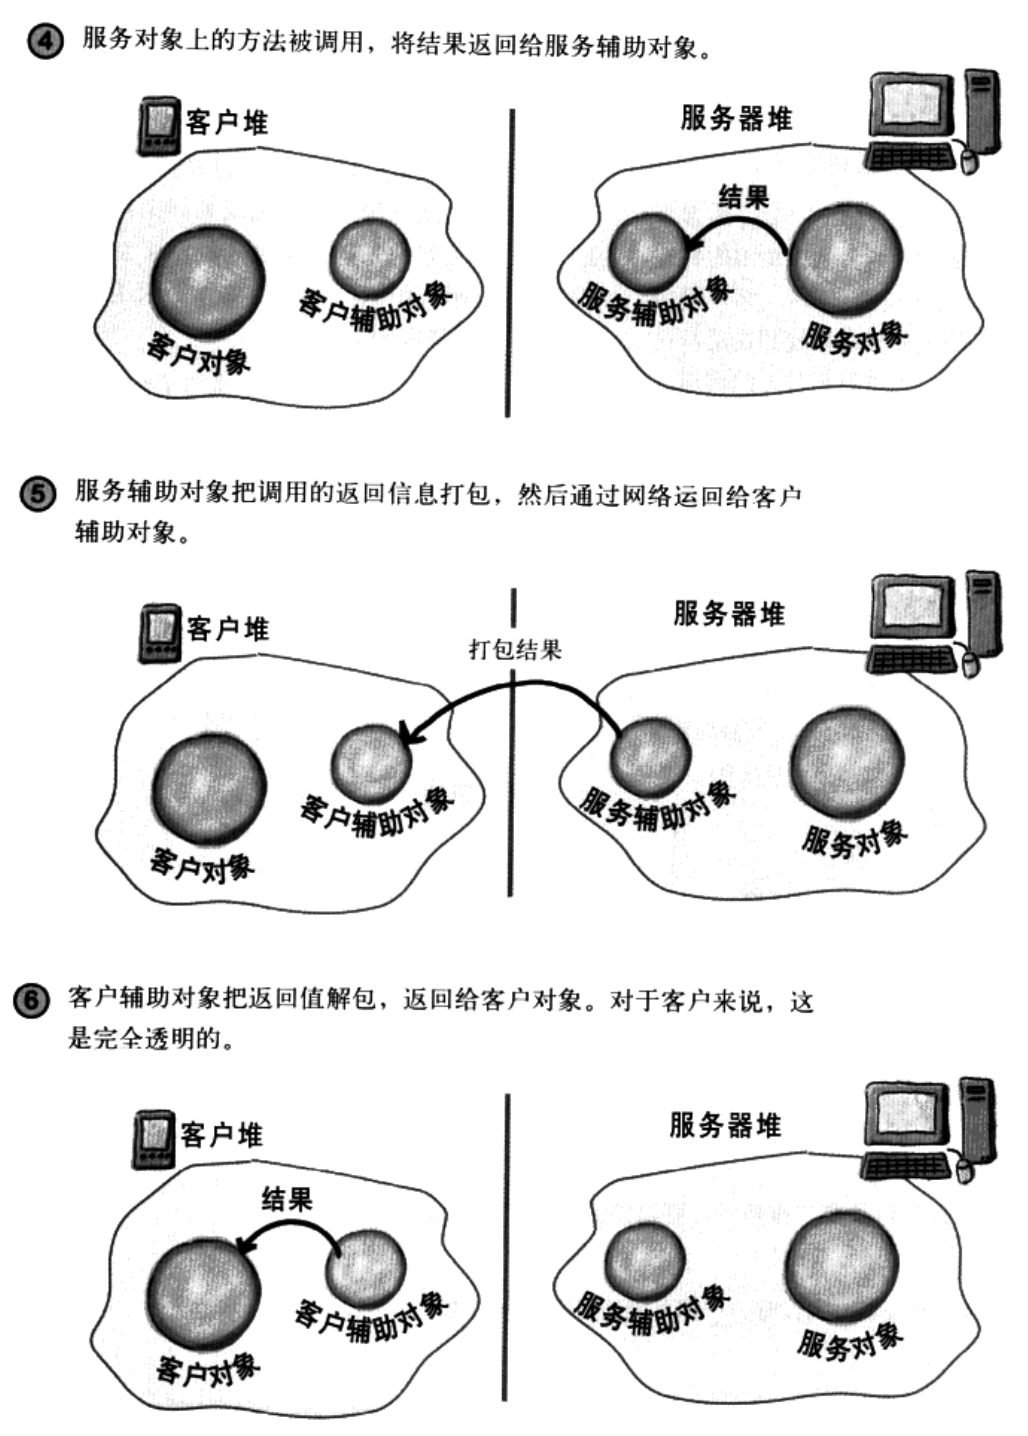 4 服务对象上的方法被调用，将结果返回给服务辅助对象。
客户堆
服务器堆
结果
客户对象
客户辅助对象
服务辅助对象
服务对象
5 服务辅助对象把调用的返回信息打包，然后通过网络运回给客户
辅助对象。
客户堆
服务器堆
打包结果
客户对象
客户辅助对象
服务辅助对象
服务对象
6 客户辅助对象把返回值解包，返回给客户对象。对于客户来说，这
是完全透明的。
客户堆
服务器堆
结果
客户对象
客户辅助对象
服务辅助对象
服务对象